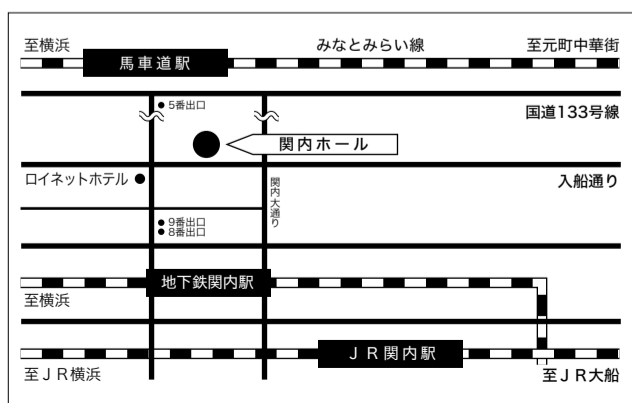 至横浜
みなとみらい線
至元町中華街
馬車道駅
5番出口
国道133号線
関内ホール
ロイネットホテル
入船通り
関内大通り
9番出口
8番出口
地下鉄関内駅
至横浜
JR関内駅
至JR横浜
至JR大船